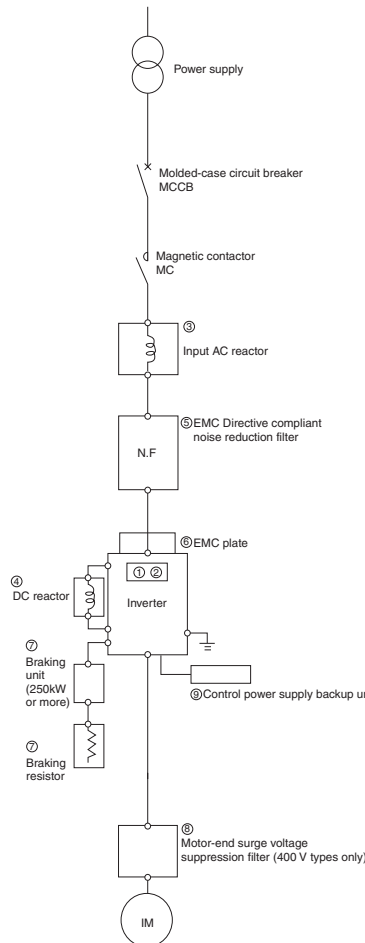 Power supply
Molded-case circuit breaker
MCCB
Magnetic contactor
MC
③
Input AC reactor
⑤EMC Directive compliant
noise reduction filter
N.F
⑥EMC plate
① ②
Inverter
④
DC reactor
⑦
Braking
unit
(250kW
or more)
⑨Control power supply backup
⑦
Braking
resistor
⑧
Motor-end surge voltage
suppression filter (400 V types only)
IM